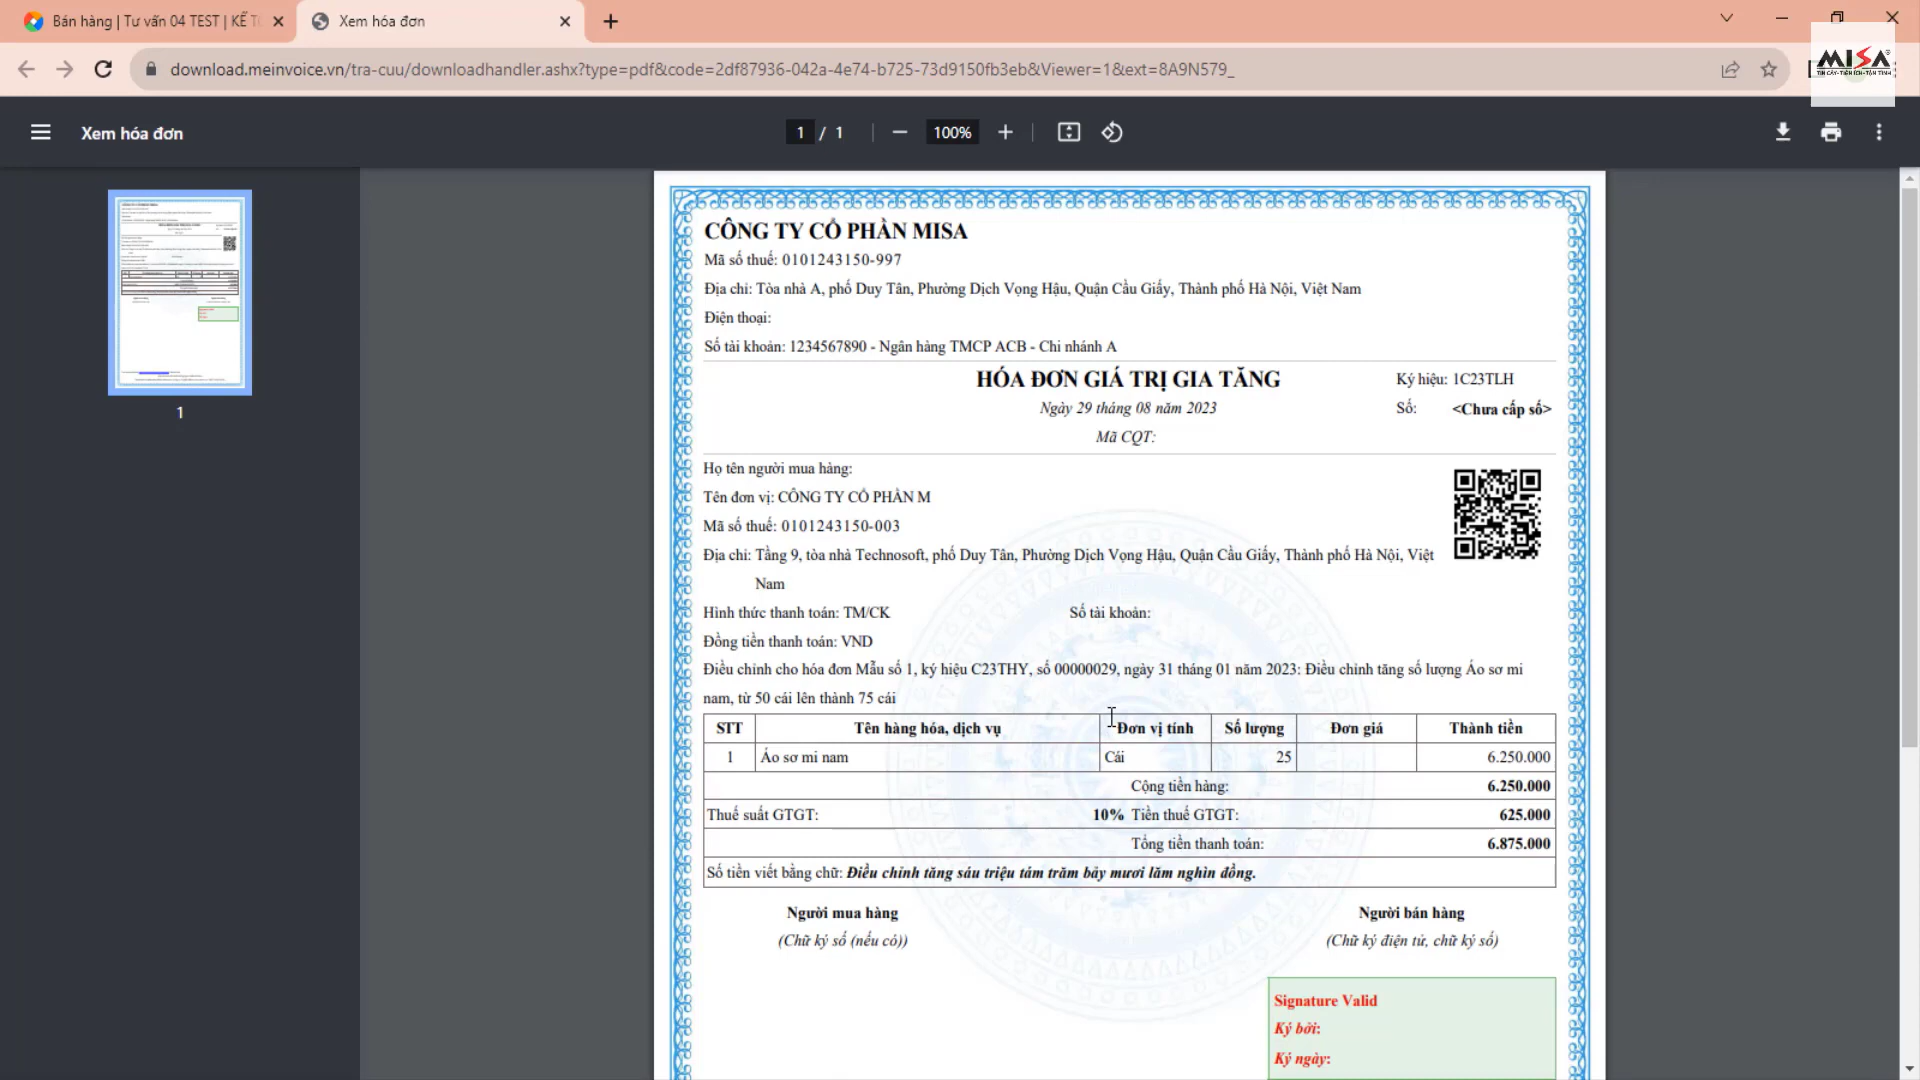 Bán hàng | Tư vấn 04 TEST | KẾ T
Xem hóa đơn
download.meinvoice.vn/tra-cuu/downloadhandler.ashx?type=pdf&code=2df87936-042a-4e74-b725-73d9150fb3eb&Viewer=1&ext=8A9N579_
MISA
TIN CẬY-TIỆN ÍCH-TẬN TÌNH
Xem hóa đơn
1 / 1
100%
1
CÔNG TY CỔ PHẦN MISA
Mã số thuế: 0101243150-997
Địa chỉ: Tòa nhà A, phố Duy Tân, Phường Dịch Vọng Hậu, Quận Cầu Giấy, Thành phố Hà Nội, Việt Nam
Điện thoại:
Số tài khoản: 1234567890 - Ngân hàng TMCP ACB - Chi nhánh A
HÓA ĐƠN GIÁ TRỊ GIA TĂNG
Ký hiệu: 1C23TLH
Ngày 29 tháng 08 năm 2023
Số: <Chưa cấp số>
Mã CQT:
Họ tên người mua hàng:
Tên đơn vị: CÔNG TY CỔ PHẦN M
Mã số thuế: 0101243150-003
Địa chỉ: Tầng 9, tòa nhà Technosoft, phố Duy Tân, Phường Dịch Vọng Hậu, Quận Cầu Giấy, Thành phố Hà Nội, Việt
Nam
Hình thức thanh toán: TM/CK Số tài khoản:
Đồng tiền thanh toán: VND
Điều chỉnh cho hóa đơn Mẫu số 1, ký hiệu C23THY, số 00000029, ngày 31 tháng 01 năm 2023: Điều chỉnh tăng số lượng Áo sơ mi
nam, từ 50 cái lên thành 75 cái
STT Tên hàng hóa, dịch vụ Đơn vị tính Số lượng Đơn giá Thành tiền
1 Áo sơ mi nam Cái 25 6.250.000
Cộng tiền hàng: 6.250.000
Thuế suất GTGT: 10% Tiền thuế GTGT: 625.000
Tổng tiền thanh toán: 6.875.000
Số tiền viết bằng chữ: Điều chỉnh tăng sáu triệu tám trăm bảy mươi lăm nghìn đồng.
Người mua hàng Người bán hàng
(Chữ ký số (nếu có)) (Chữ ký điện tử, chữ ký số)
Signature Valid
Ký bởi:
Ký ngày: